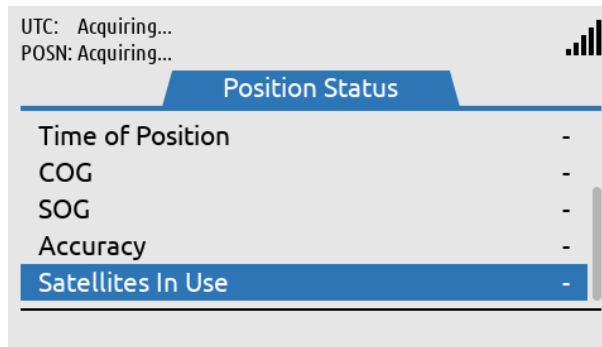 UTC: Acquiring...
POSN: Acquiring...
Position Status
Time of Position -
COG -
SOG -
Accuracy -
Satellites In Use -